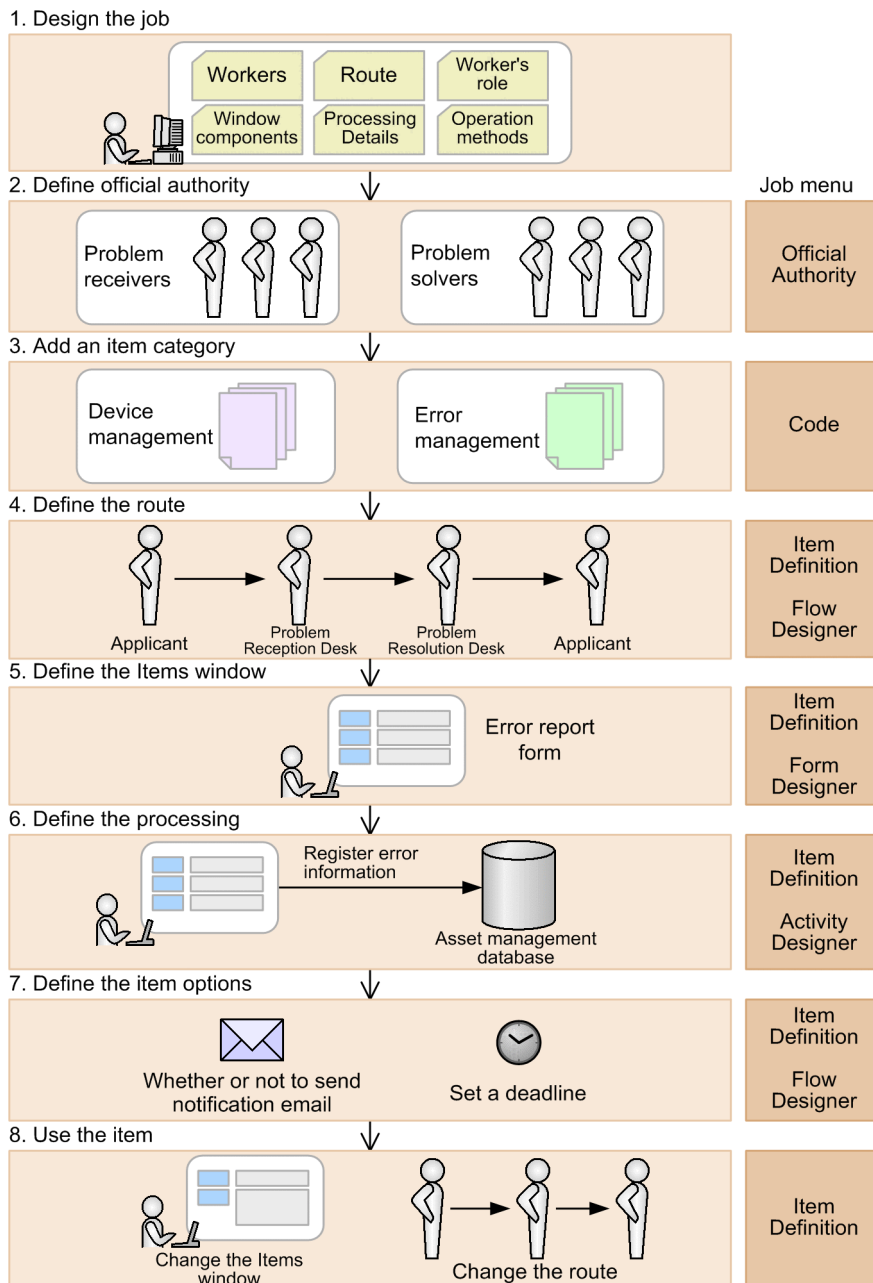 1. Design the job
Workers
Route
Worker's
role
Window
components
Processing
Details
Operation
methods
2. Define official authority
Job menu
Problem
receivers
Problem
solvers
Official
Authority
3. Add an item category
Device
management
Error
management
Code
4. Define the route
Applicant
Problem
Reception Desk
Problem
Resolution Desk
Applicant
Item
Definition
Flow
Designer
5. Define the Items window
Error report
form
Item
Definition
Form
Designer
6. Define the processing
Register error
information
Asset management
database
Item
Definition
Activity
Designer
7. Define the item options
Whether or not to send
notification email
Set a deadline
Item
Definition
Flow
Designer
8. Use the item
Change the Items
window
Change the route
Item
Definition